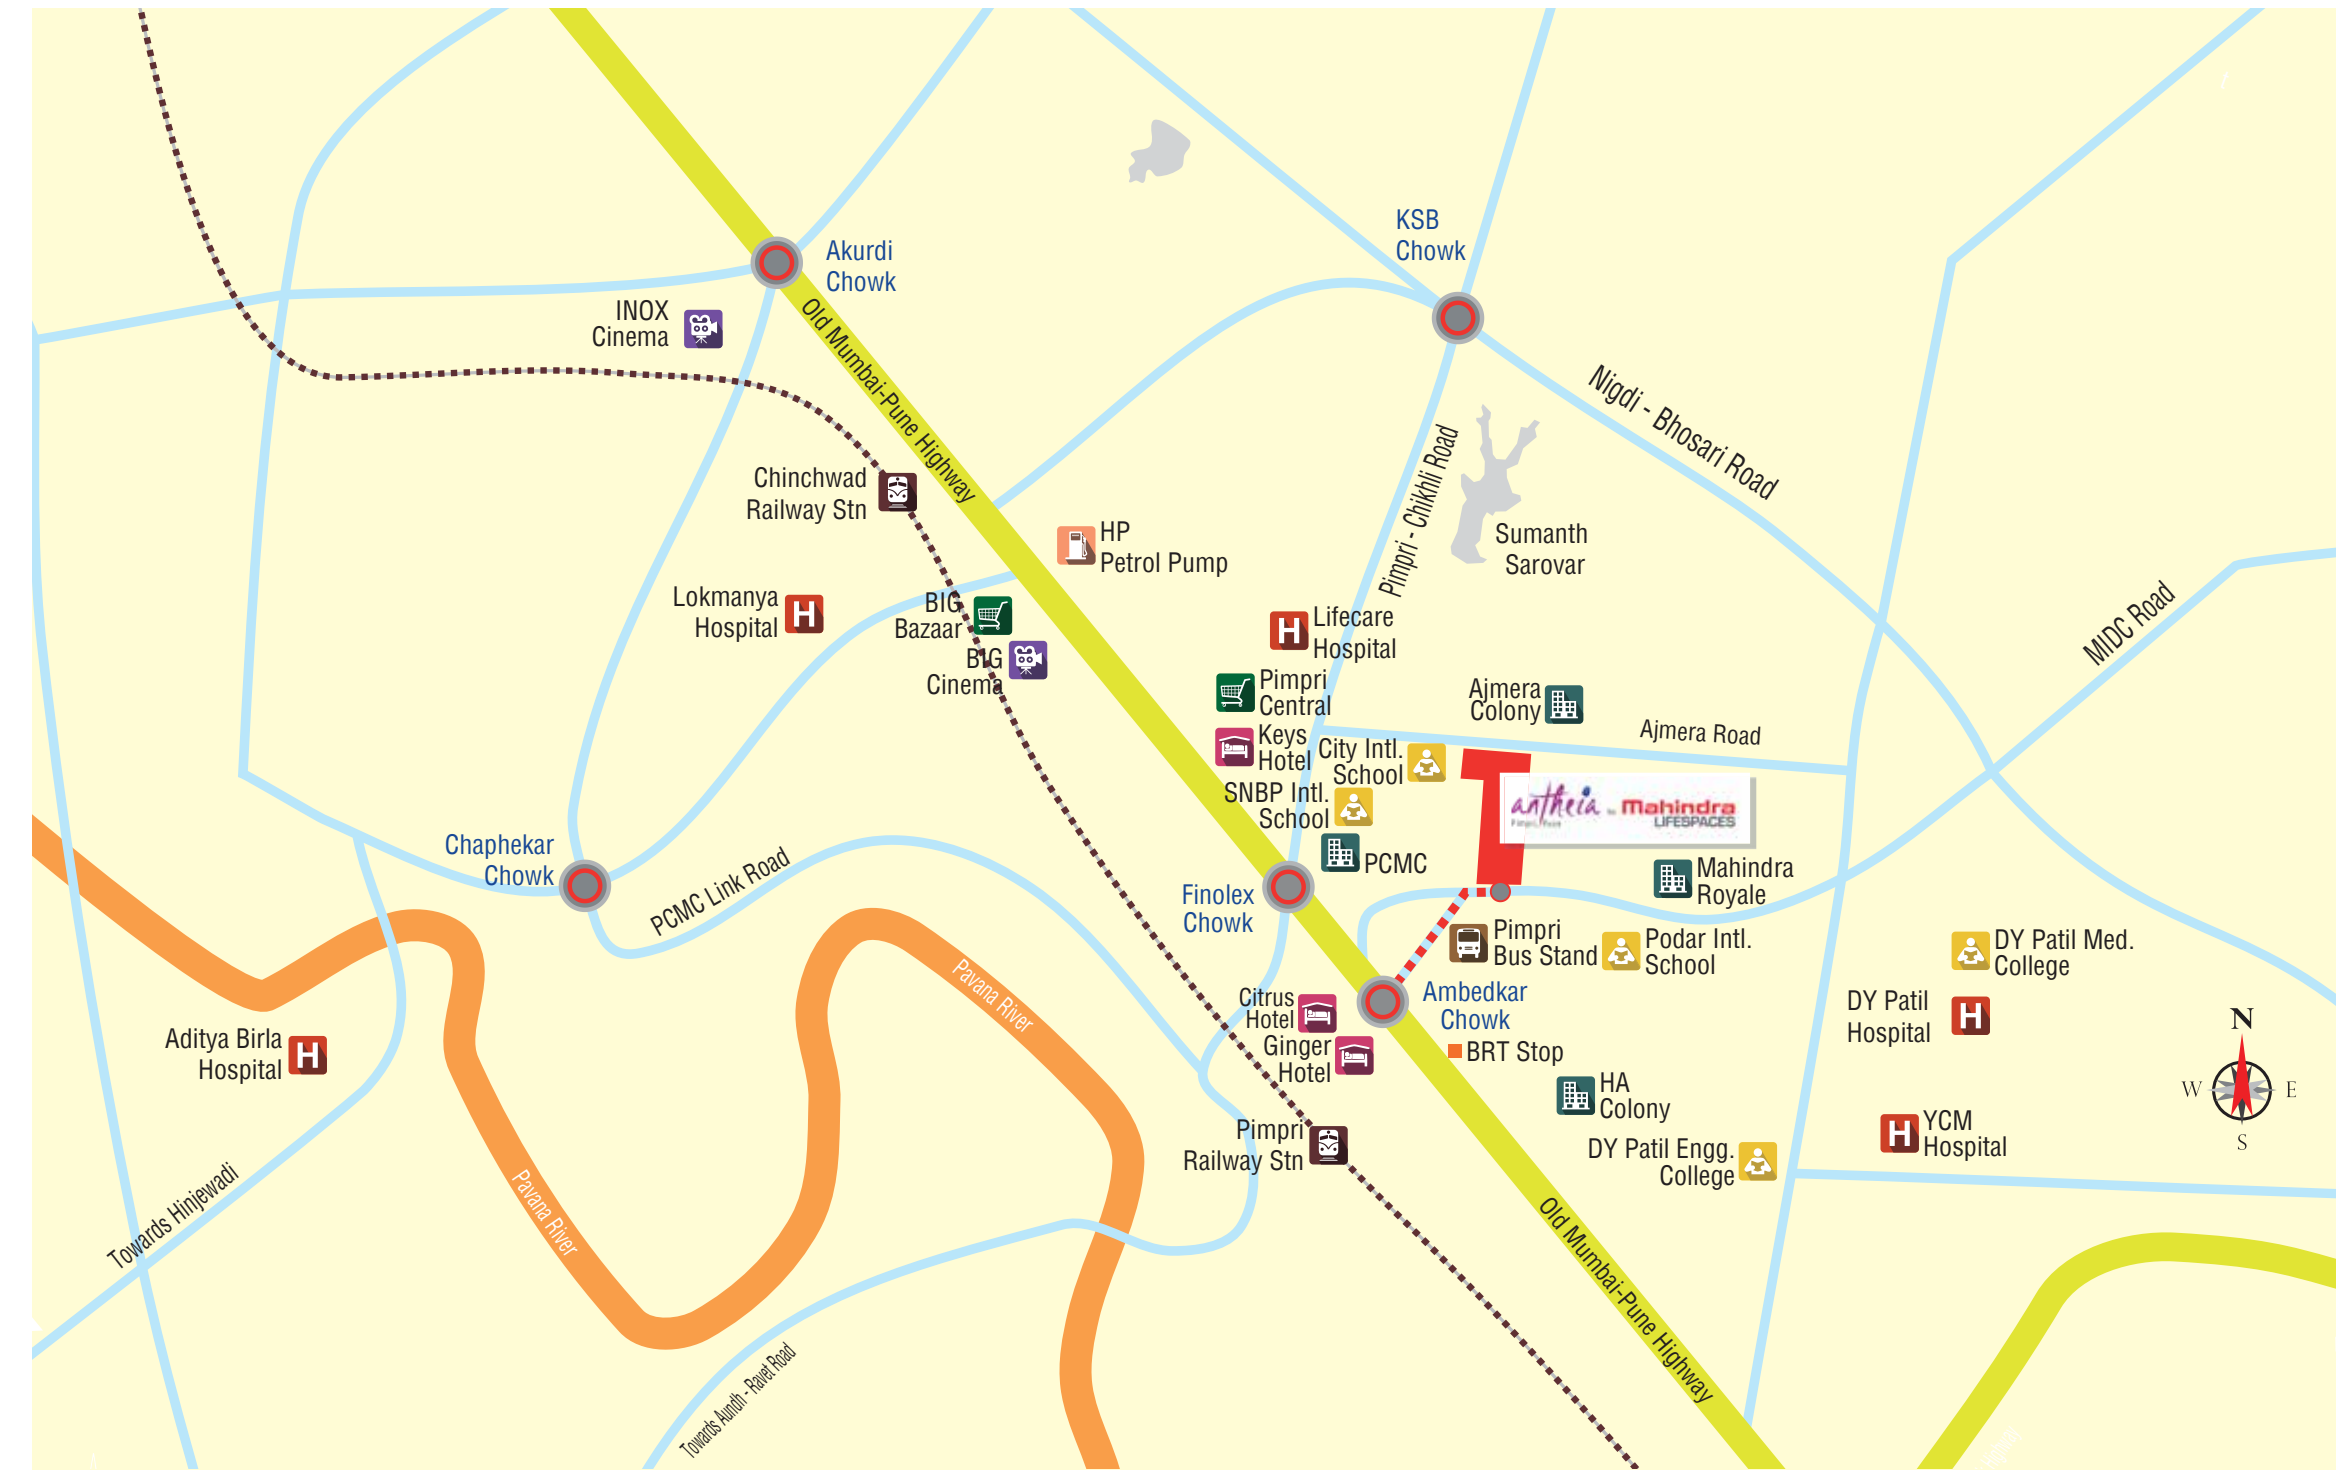 KSB
Chowk
Akurdi
Chowk
INOX
Cinema
Old Mumbai-Pune Highway
Nigdi - Bhosari Road
Pimpri - Chikhli Road
Chinchwad
Railway Stn
HP
Petrol Pump
Sumanth
Sarovar
Lokmanya
Hospital
BIG
Bazaar
BIG
Cinema
Lifecare
Hospital
MIDC Road
Pimpri
Central
Ajmera
Colony
Ajmera Road
Keys
Hotel
City Intl.
School
SNBP Intl.
School
antheia
Mahindra
LIFESPACES
PCMC
Mahindra
Royale
Chaphekar
Chowk
PCMC Link Road
Finolex
Chowk
Pimpri
Bus Stand
Podar Intl.
School
DY Patil Med.
College
Pavana River
Citrus
Hotel
Ambedkar
Chowk
DY Patil
Hospital
Aditya Birla
Hospital
Ginger
Hotel
BRT Stop
HA
Colony
N
W
E
S
Pimpri
Railway Stn
DY Patil Engg.
College
YCM
Hospital
Towards Hinjewadi
Pavana River
Old Mumbai-Pune Highway
Towards Aundh - Ravet Road